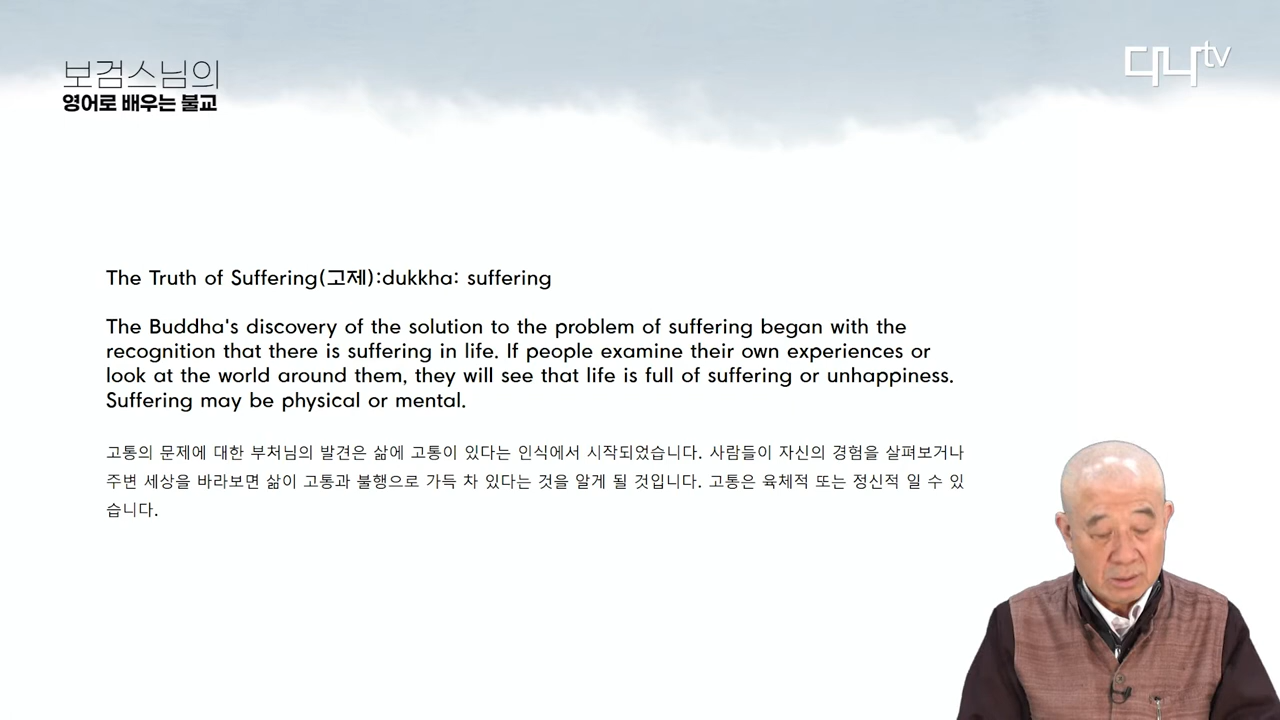 보검스님의
영어로 배우는 불교
다나tv
The Truth of Suffering(고제):dukkha: suffering
The Buddha's discovery of the solution to the problem of suffering began with the
recognition that there is suffering in life. If people examine their own experiences or
look at the world around them, they will see that life is full of suffering or unhappiness.
Suffering may be physical or mental.
고통의 문제에 대한 부처님의 발견은 삶에 고통이 있다는 인식에서 시작되었습니다. 사람들이 자신의 경험을 살펴보거나
주변 세상을 바라보면 삶이 고통과 불행으로 가득 차 있다는 것을 알게 될 것입니다. 고통은 육체적 또는 정신적 일 수 있
습니다.